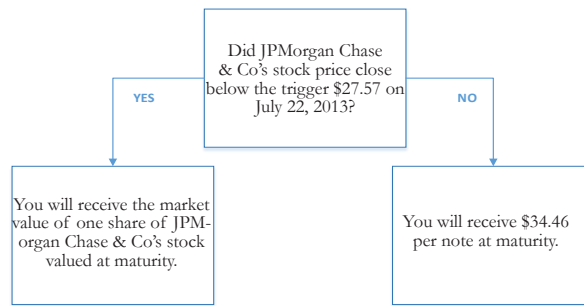 Did JPMorgan Chase
& Co's stock price close
below the trigger $27.57 on
July 22, 2013?
YES
NO
You will receive the market
value of one share of JPM-
organ Chase & Co's stock
valued at maturity.
You will receive $34.46
per note at maturity.